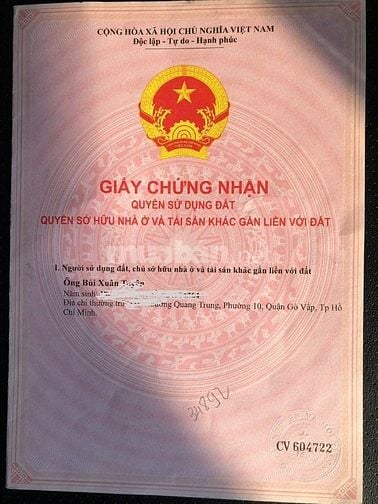 CỘNG HÒA XÃ HỘI CHỦ NGHĨA VIỆT NAM
Độc lập - Tự do - Hạnh phúc
GIẤY CHỨNG NHẬN
QUYỀN SỬ DỤNG ĐẤT
QUYỀN SỞ HỮU NHÀ Ở VÀ TÀI SẢN KHÁC GẮN LIỀN VỚI ĐẤT
muaban.net
I. Người sử dụng đất, chủ sở hữu nhà ở và tài sản khác gắn liền với đất
Ông Bùi Xuân
Năm sinh:
Địa chỉ thường Quang Trung, Phường 10, Quận Gò Vấp, Tp Hồ
Chí Minh.
34892
CV 604722